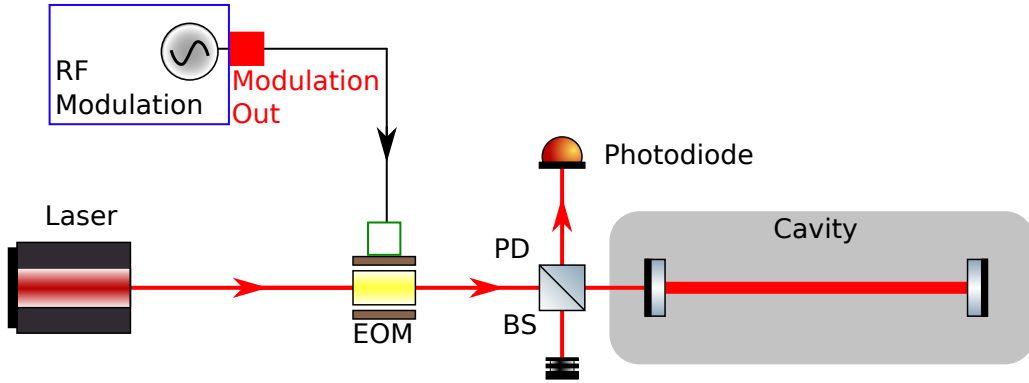 RF
Modulation
Modulation
Out
Photodiode
Laser
Cavity
PD
BS
EOM